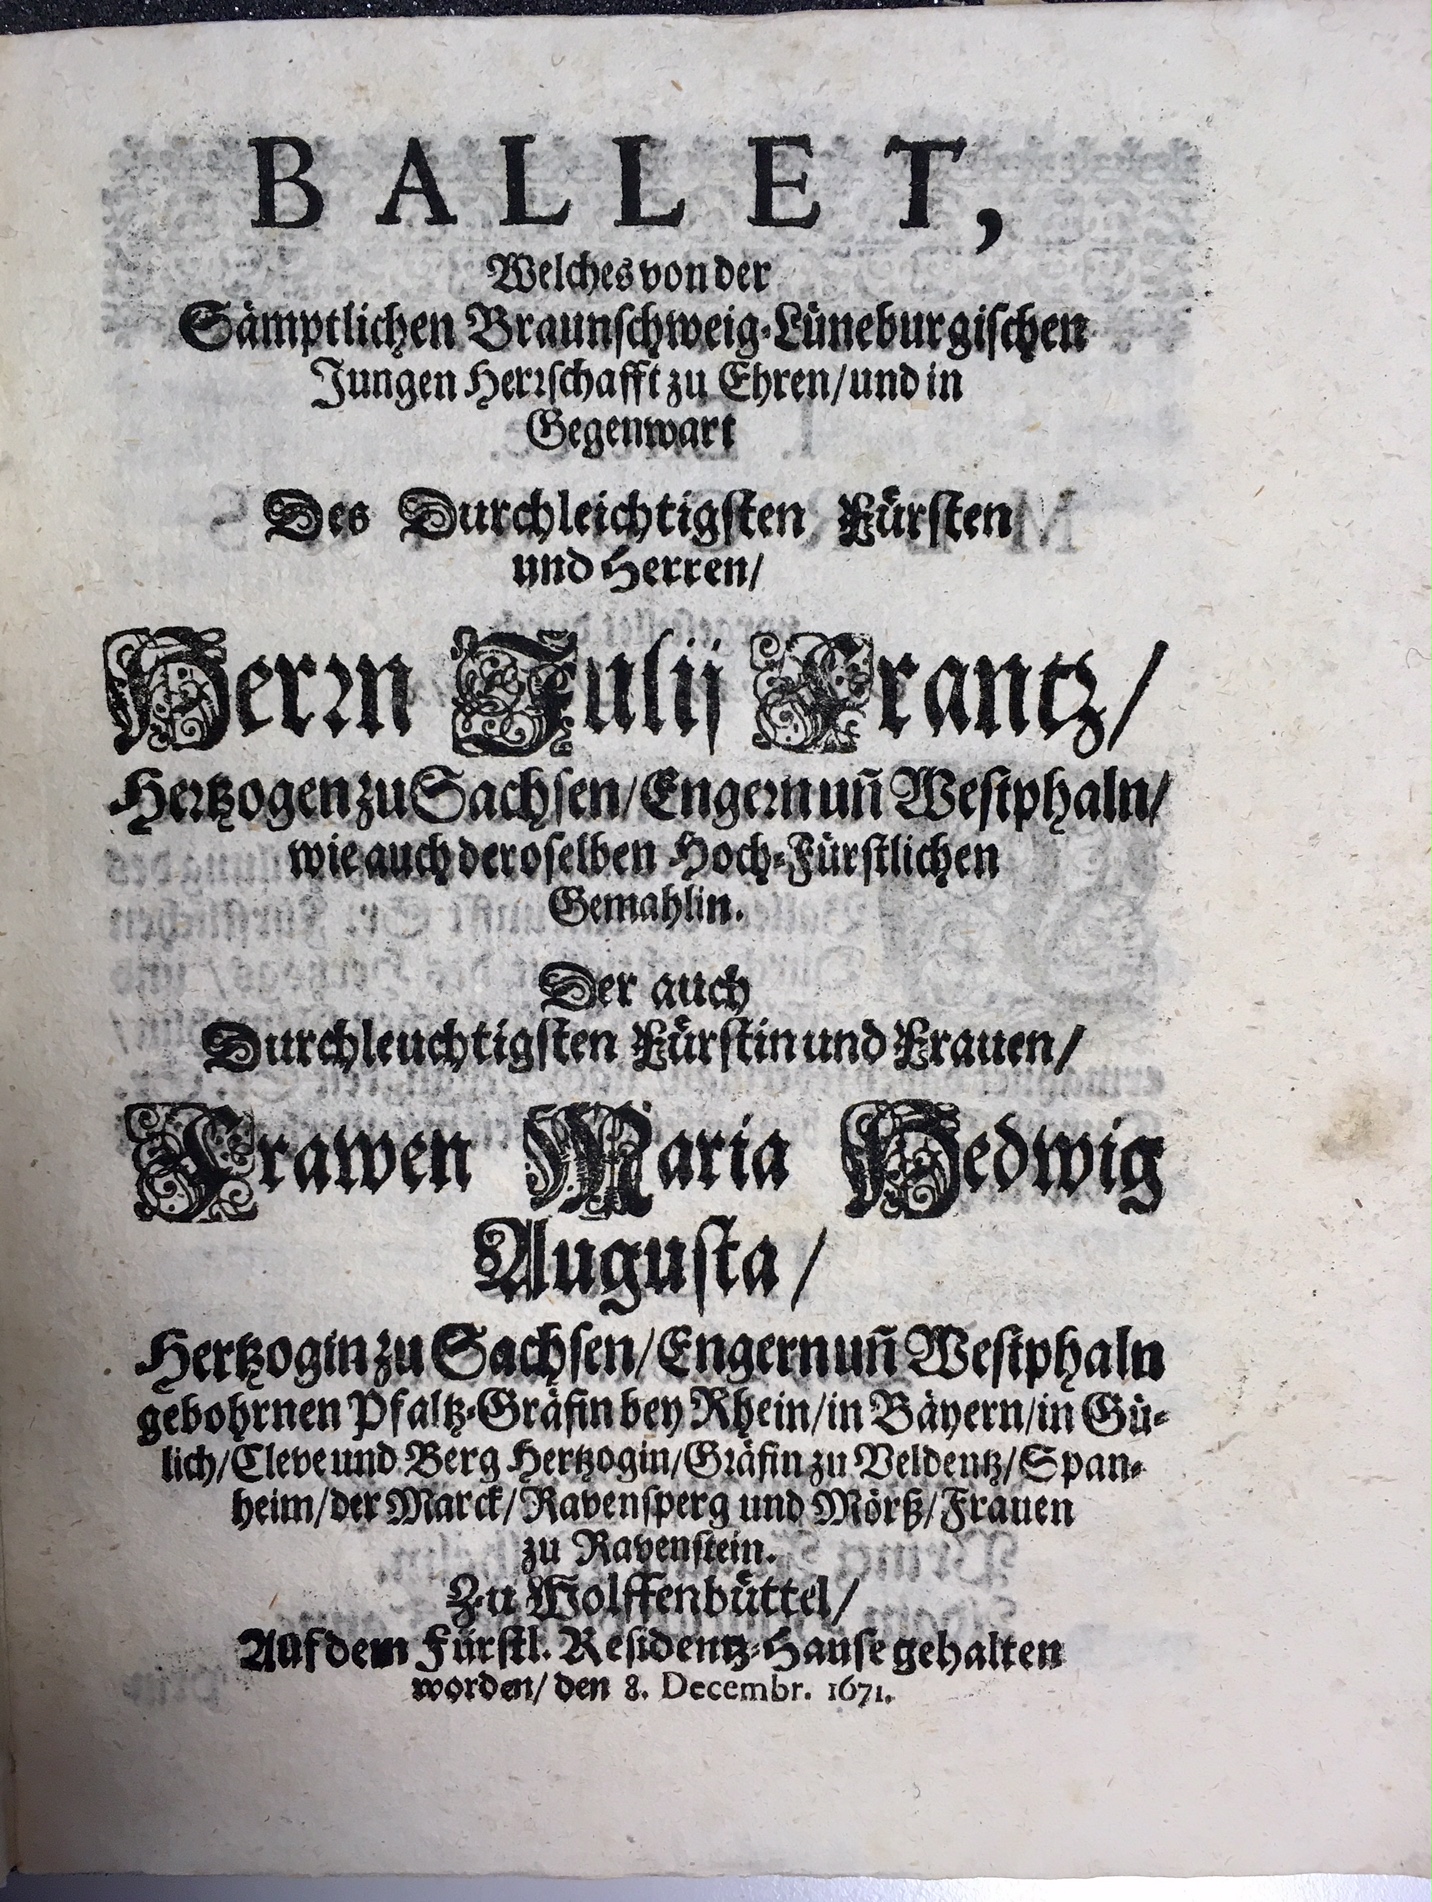 BALLET,
Welches von der
Sämptlichen Braunſchweig-Lüneburgiſchen
Jungen Herꝛſchafft zu Ehren/ und in
Gegenwart
Des Durchleichtigſten Fürſten
und Herren/
Herꝛn Julij Frantz/
Hertzogen zu Sachſen/ Engern uñ Weſtphaln/
wie auch deroſelben Hoch-Fürſtlichen
Gemahlin.
Der auch
Durchleuchtigſten Fürſtin und Frauen/
Frawen Maria Hedwig
Auguſta/
Hertzogin zu Sachſen/ Engern uñ Weſtphaln
gebohrnen Pfaltz-Gräfin bey Rhein/ in Bäyern/ in Gü-
lich/ Cleve und Berg Hertzogin/ Gräfin zu Veldentz/ Span-
heim/ der Marck/ Ravenſperg und Mörß/ Frauen
zu Ravenſtein.
Zu Wolffenbüttel/
Auf dem Fürſtl. Reſidentz-Hauſe gehalten
worden/ den 8. Decembr. 1671.